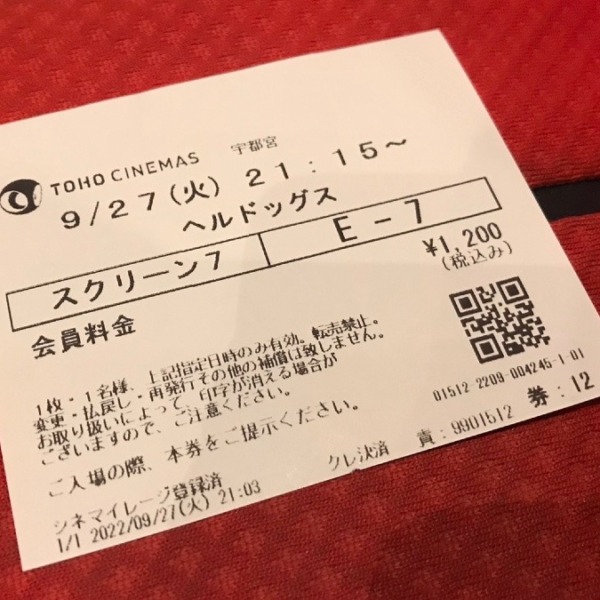 TOHO CINEMAS 宇都宮
9/27(火) 21:15~
ヘルドッグス
スクリーン7 E-7
¥1,200
(税込み)
会員料金
1枚・1名様、上記指定日時のみ有効。転売禁止。
変更・払戻し・再発行その他の補償は致しません。
お取り扱いによって、印字が消える場合が
ございますので、ご注意ください。
ご入場の際、本券をご提示ください。
01512-2209-004245-1-01
券:12
クレ決済 責:9901512
シネマイレージ登録済
1/1 2022/09/27(火) 21:03